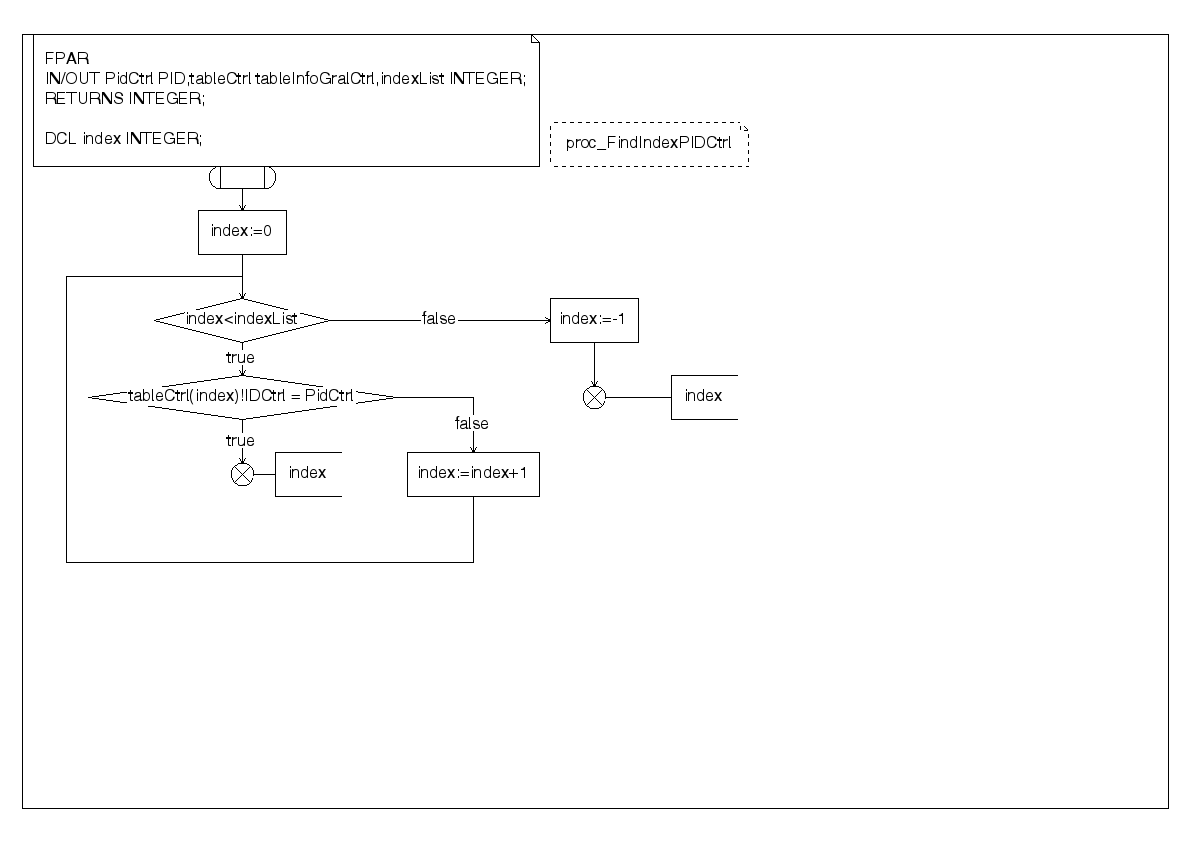 FPAR
IN/OUT PidCtrl PID,tableCtrl tableInfoGralCtrl,indexList INTEGER;
RETURNS INTEGER;
DCL index INTEGER;
proc_FindIndexPIDCtrl
index:=0
index<indexList
false
index:=-1
true
tableCtrl(index)!IDCtrl = PidCtrl
index
false
true
index
index:=index+1